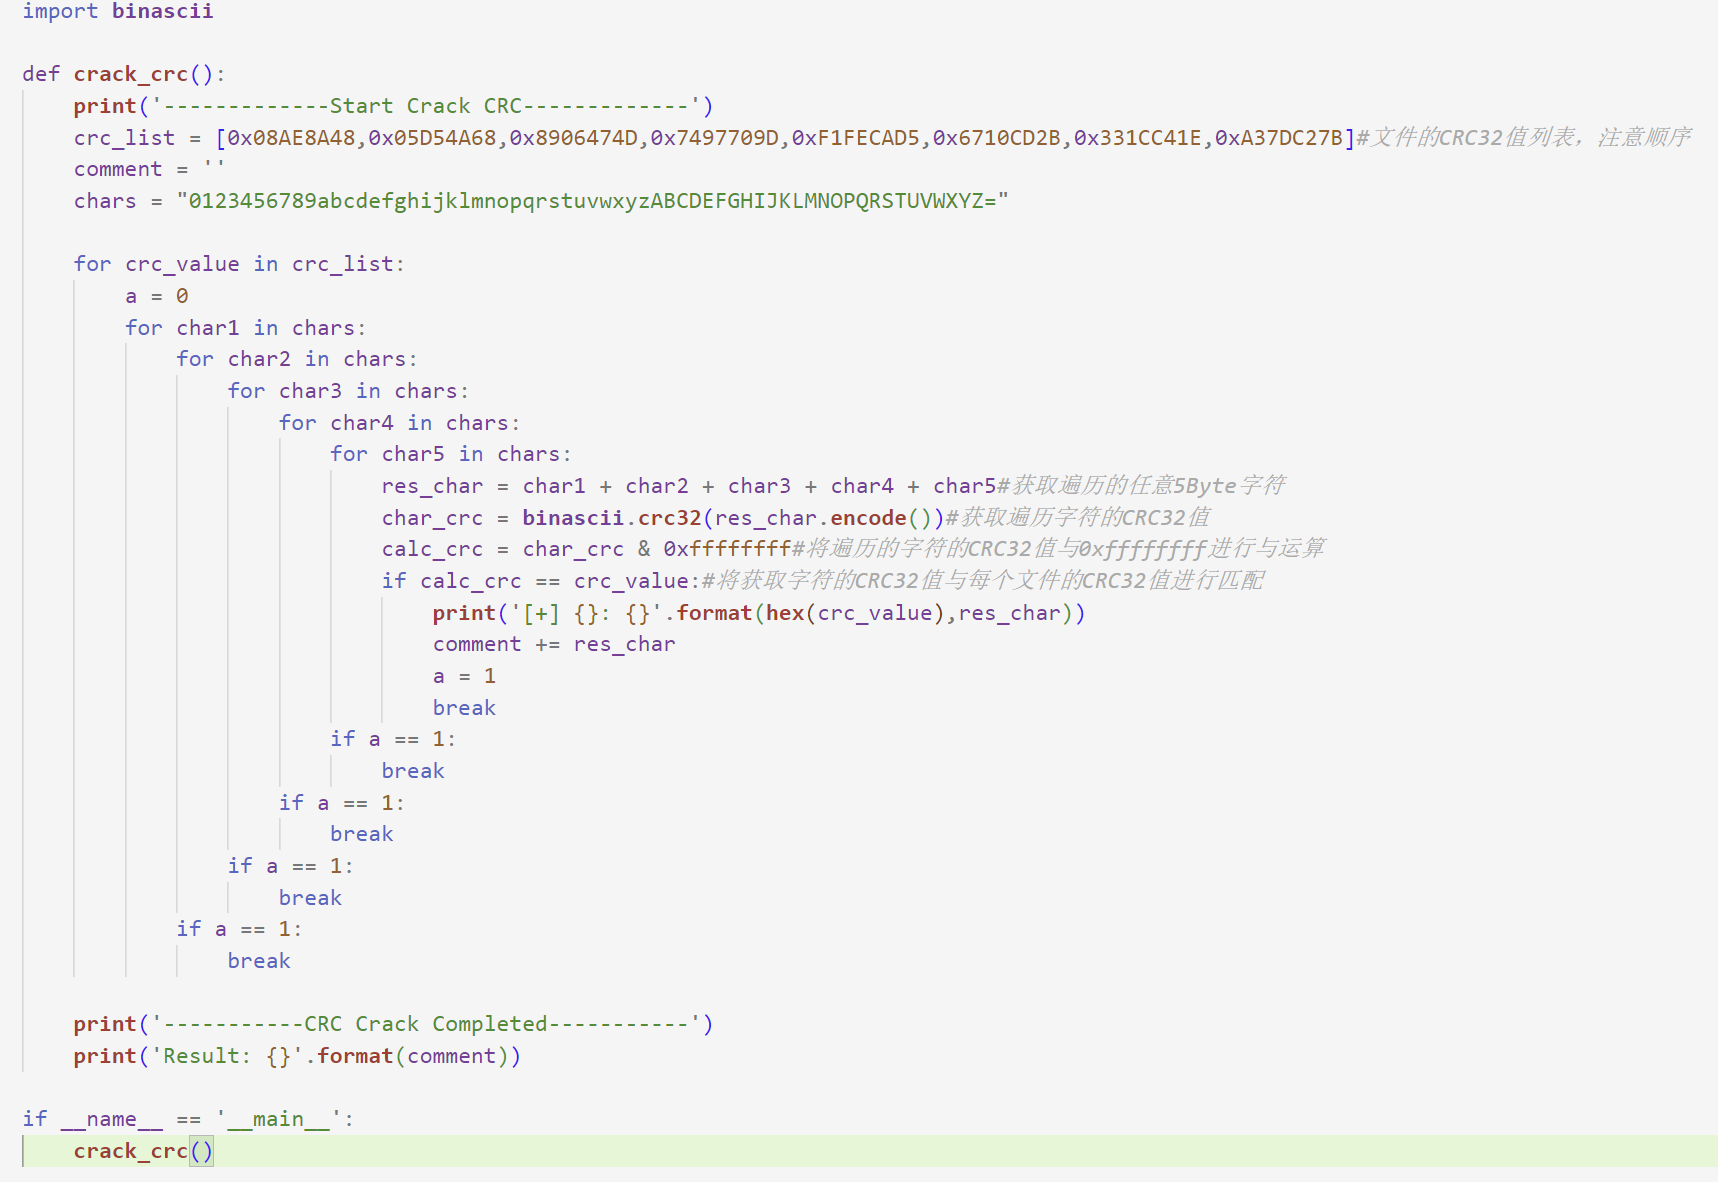 import binascii
def crack_crc():
print('-------------Start Crack CRC-------------')
crc_list = [0x08AE8A48,0x05D54A68,0x8906474D,0x7497709D,0xF1FECAD5,0x6710CD2B,0x331CC41E,0xA37DC27B]#文件的CRC32值列表，注意顺序
comment = ''
chars = "0123456789abcdefghijklmnopqrstuvwxyzABCDEFGHIJKLMNOPQRSTUVWXYZ="
for crc_value in crc_list:
a = 0
for char1 in chars:
for char2 in chars:
for char3 in chars:
for char4 in chars:
for char5 in chars:
res_char = char1 + char2 + char3 + char4 + char5#获取遍历的任意5Byte字符
char_crc = binascii.crc32(res_char.encode())#获取遍历字符的CRC32值
calc_crc = char_crc & 0xffffffff#将遍历的字符的CRC32值与0xffffffff进行与运算
if calc_crc == crc_value:#将获取字符的CRC32值与每个文件的CRC32值进行匹配
print('[+] {}: {}'.format(hex(crc_value),res_char))
comment += res_char
a = 1
break
if a == 1:
break
if a == 1:
break
if a == 1:
break
if a == 1:
break
print('-----------CRC Crack Completed-----------')
print('Result: {}'.format(comment))
if __name__ == '__main__':
crack_crc()